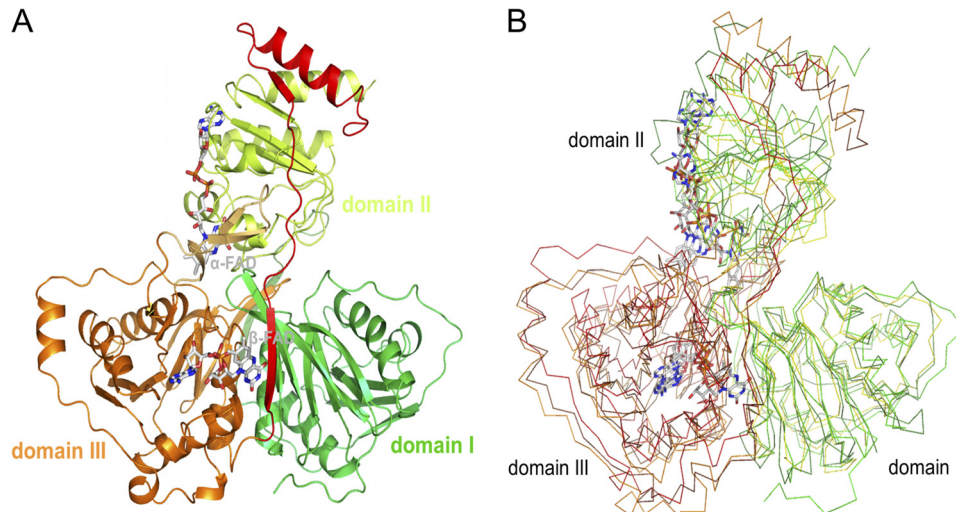 A
B
domain II
domain II
α-FAD
β-FAD
domain III
domain I
domain III
domain I